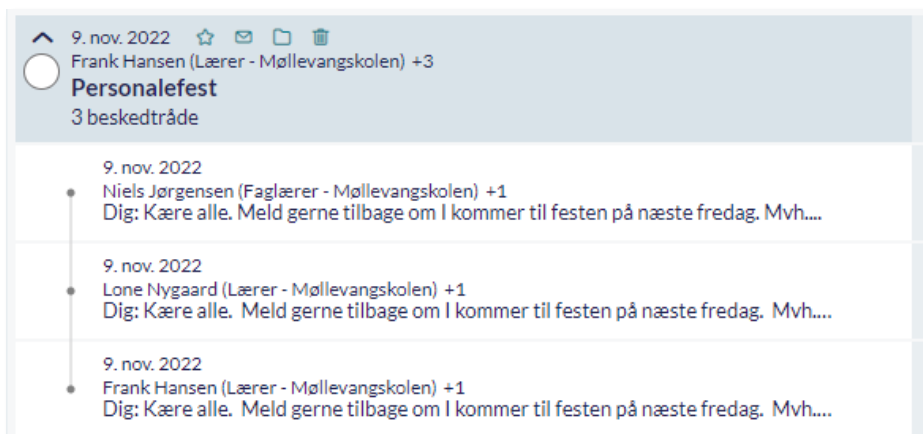 9. nov. 2022
Frank Hansen (Lærer - Møllevangskolen) +3
Personalefest
3 beskedtråde
9. nov. 2022
Niels Jørgensen (Faglærer - Møllevangskolen) +1
Dig: Kære alle. Meld gerne tilbage om I kommer til festen på næste fredag. Mvh....
9. nov. 2022
Lone Nygaard (Lærer - Møllevangskolen) +1
Dig: Kære alle.  Meld gerne tilbage om I kommer til festen på næste fredag.  Mvh....
9. nov. 2022
Frank Hansen (Lærer - Møllevangskolen) +1
Dig: Kære alle.  Meld gerne tilbage om I kommer til festen på næste fredag.  Mvh....